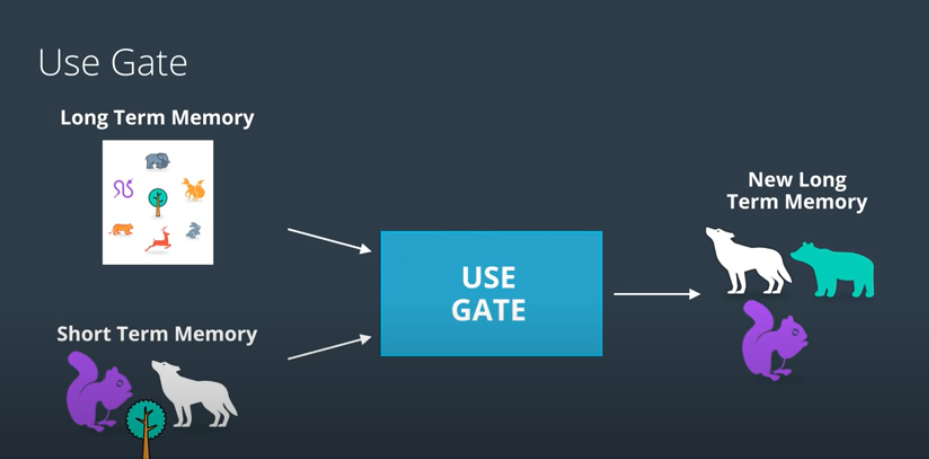 Use Gate
Long Term Memory
Short Term Memory
USE
GATE
New Long
Term Memory